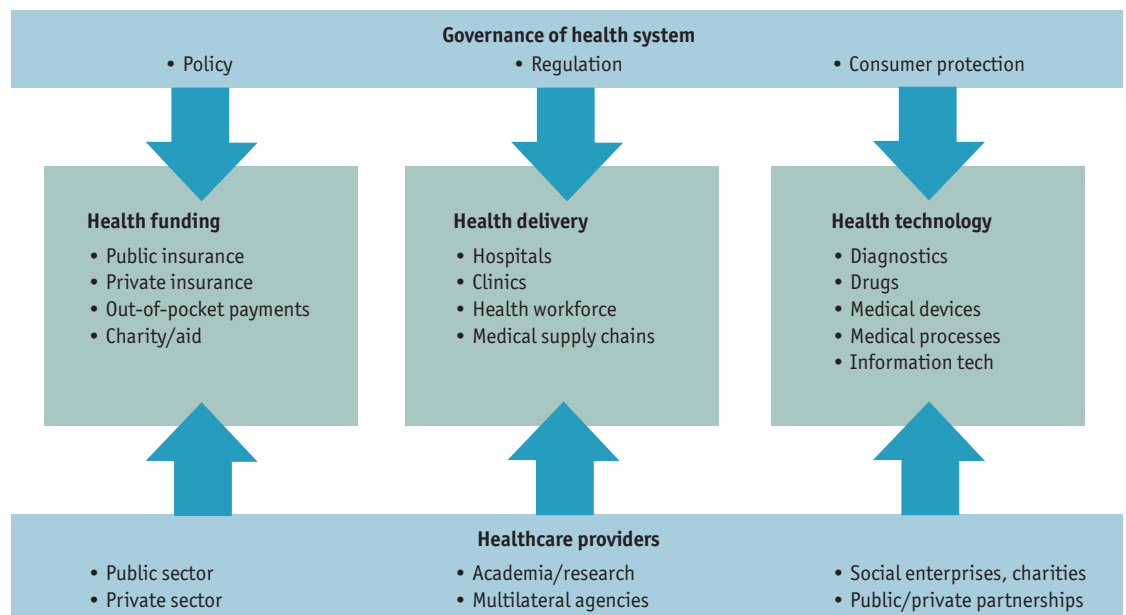 Governance of health system
• Policy
• Regulation
• Consumer protection
Health funding
• Public insurance
• Private insurance
• Out-of-pocket payments
• Charity/aid
Health delivery
• Hospitals
• Clinics
• Health workforce
• Medical supply chains
Health technology
• Diagnostics
• Drugs
• Medical devices
• Medical processes
• Information tech
Healthcare providers
• Public sector
• Private sector
• Academia/research
• Multilateral agencies
• Social enterprises, charities
• Public/private partnerships